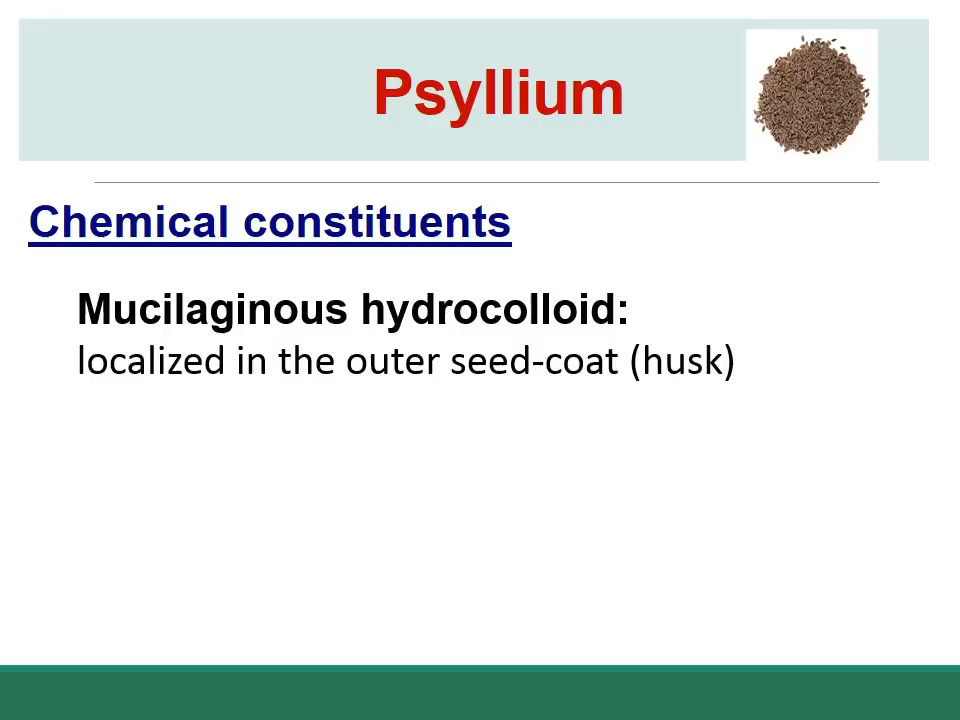 Psyllium
Chemical constituents
Mucilaginous hydrocolloid:
localized in the outer seed-coat (husk)